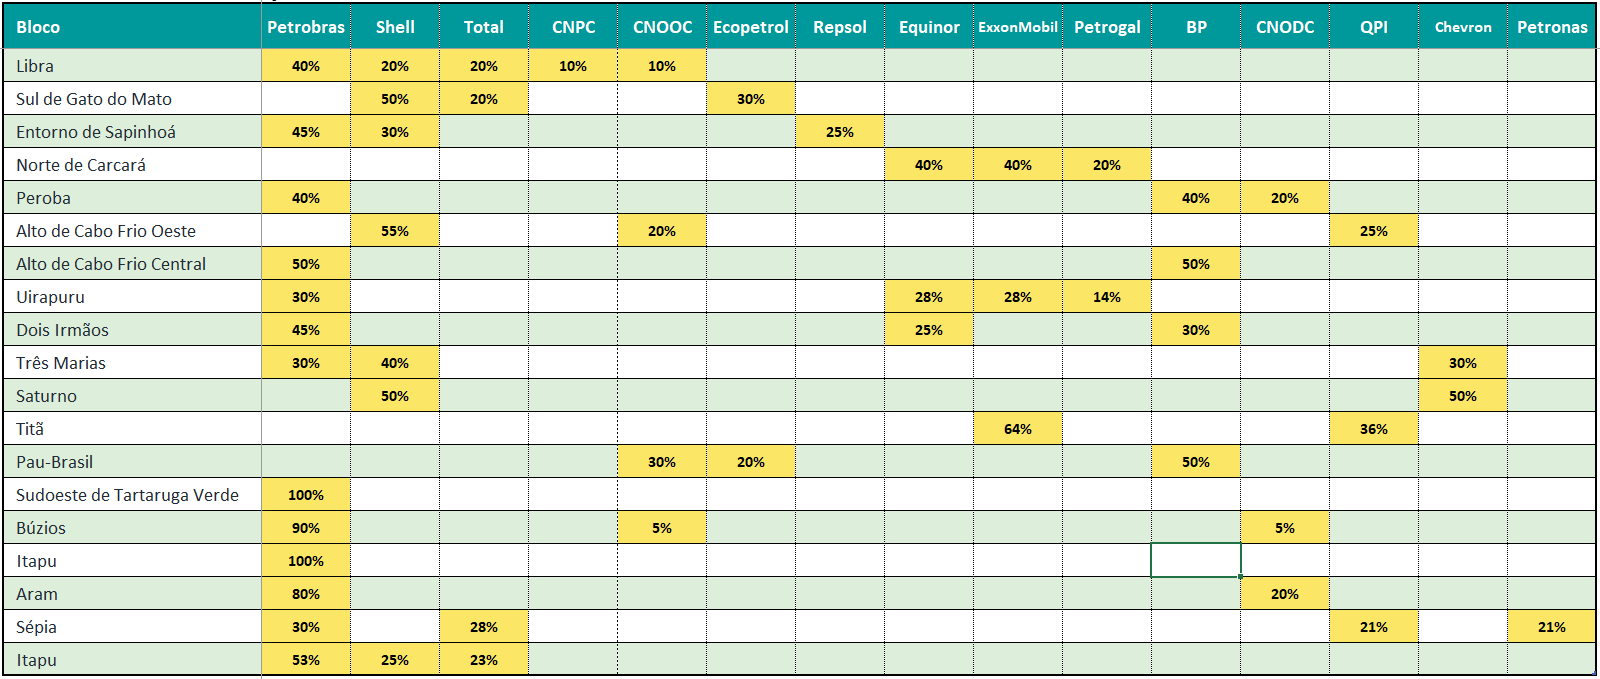 Bloco Petrobras Shell Total CNPC CNOOC Ecopetrol Repsol Equinor ExxonMobil Petrogal BP CNODC QPI Chevron Petronas
Libra 40% 20% 20% 10% 10%
Sul de Gato do Mato 50% 20% 30%
Entorno de Sapinhoá 45% 30% 25%
Norte de Carcará 40% 40% 20%
Peroba 40% 40% 20%
Alto de Cabo Frio Oeste 55% 20% 25%
Alto de Cabo Frio Central 50% 50%
Uirapuru 30% 28% 28% 14%
Dois Irmãos 45% 25% 30%
Três Marias 30% 40% 30%
Saturno 50% 50%
Titã 64% 36%
Pau-Brasil 30% 20% 50%
Sudoeste de Tartaruga Verde 100%
Búzios 90% 5% 5%
Itapu 100%
Aram 80% 20%
Sépia 30% 28% 21% 21%
Itapu 53% 25% 23%